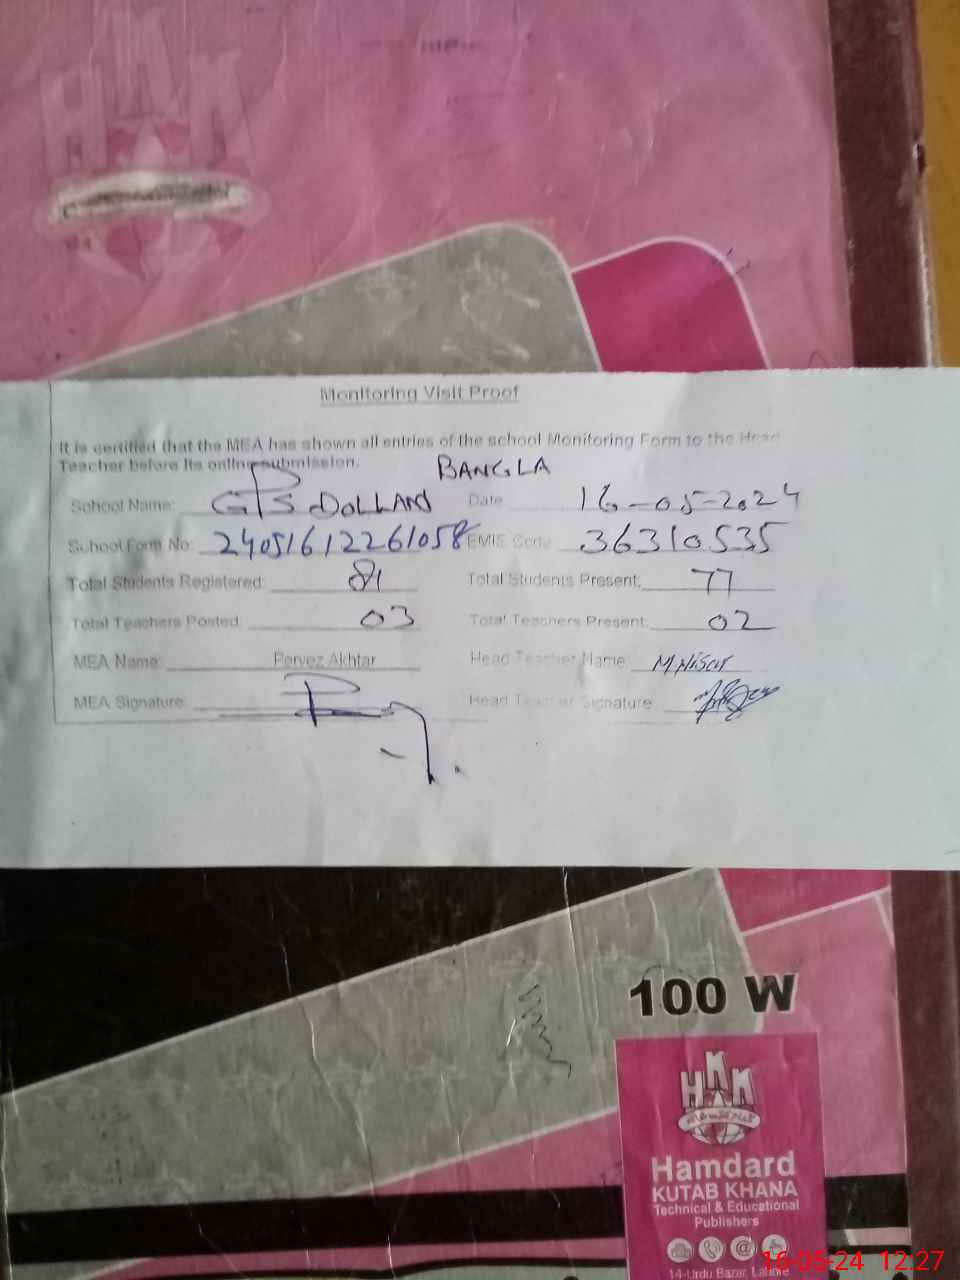 Monitoring Visit Proof
It is certified that the MEA has shown all entries of the school Monitoring Form to the Head
Teacher before its online submission.
BANGLA
School Name: GPS DOLLAND Date 16-05-2024
School Form No: 24051612261058 EMIS Code 36310535
Total Students Registered: 81 Total Students Present: 77
Total Teachers Posted: 03 Total Teachers Present: 02
MEA Name: Pervez Akhtar Head Teacher Name: M.Nisar
MEA Signature: Head Teacher Signature
100 W
HKK
Hamdard
KUTAB KHANA
Technical & Educational
Publishers
14-Urdu Bazar, Lahore
16-05-24 12.27